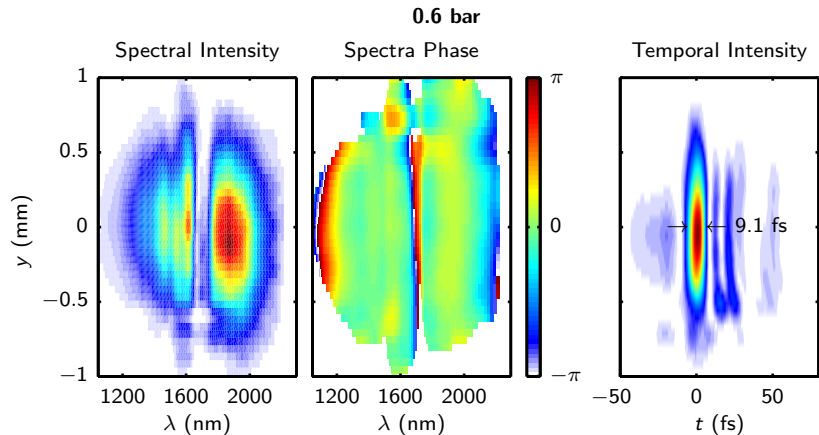 0.6 bar
Spectral Intensity
Spectra Phase
Temporal Intensity
1
0.5
0
−0.5
−1
y (mm)
1200 1600 2000
λ (nm)
1200 1600 2000
λ (nm)
π
0
−π
9.1 fs
−50 0 50
t (fs)